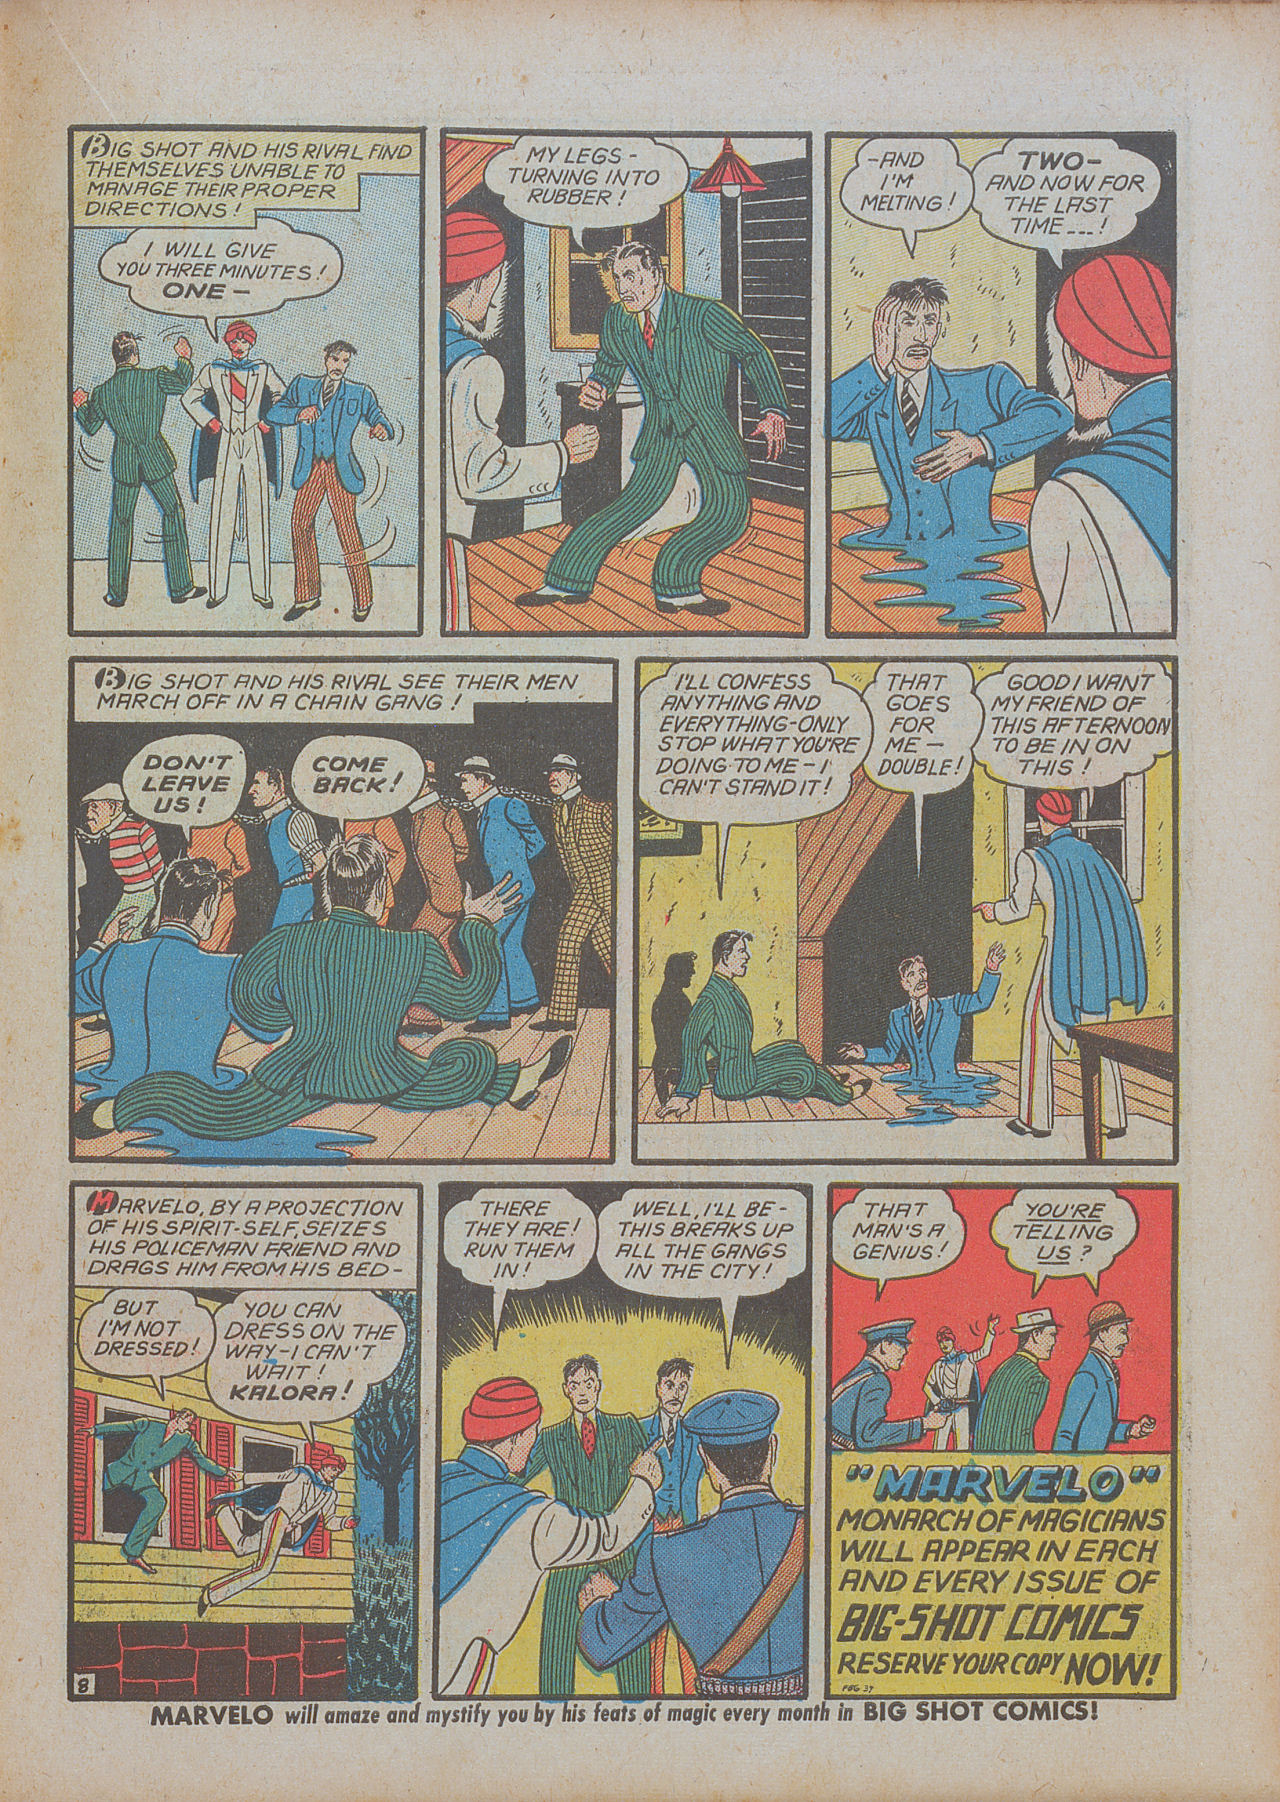 BIG SHOT AND HIS RIVAL FIND
THEMSELVES UNABLE TO
MANAGE THEIR PROPER
DIRECTIONS!
I WILL GIVE
YOU THREE MINUTES!
ONE -
MY LEGS -
TURNING INTO
RUBBER!
-AND
I'M
MELTING!
TWO-
AND NOW FOR
THE LAST
TIME---!
BIG SHOT AND HIS RIVAL SEE THEIR MEN
MARCH OFF IN A CHAIN GANG!
DON'T
LEAVE
US!
COME
BACK!
I'LL CONFESS
ANYTHING AND
EVERYTHING-ONLY
STOP WHAT YOU'RE
DOING TO ME - I
CAN'T STAND IT!
THAT
GOES
FOR
ME -
DOUBLE!
GOOD I WANT
MY FRIEND OF
THIS AFTERNOON
TO BE IN ON
THIS!
MARVELO, BY A PROJECTION
OF HIS SPIRIT-SELF, SEIZES
HIS POLICEMAN FRIEND AND
DRAGS HIM FROM HIS BED-
BUT
I'M NOT
DRESSED!
YOU CAN
DRESS ON THE
WAY-I CAN'T
WAIT!
KALORA!
8
THERE
THEY ARE!
RUN THEM
IN!
WELL, I'LL BE -
THIS BREAKS UP
ALL THE GANGS
IN THE CITY!
THAT
MAN'S A
GENIUS!
YOU'RE
TELLING
US?
"MARVELO"
MONARCH OF MAGICIANS
WILL APPEAR IN EACH
AND EVERY ISSUE OF
BIG-SHOT COMICS
RESERVE YOUR COPY NOW!
MARVELO will amaze and mystify you by his feats of magic every month in BIG SHOT COMICS!